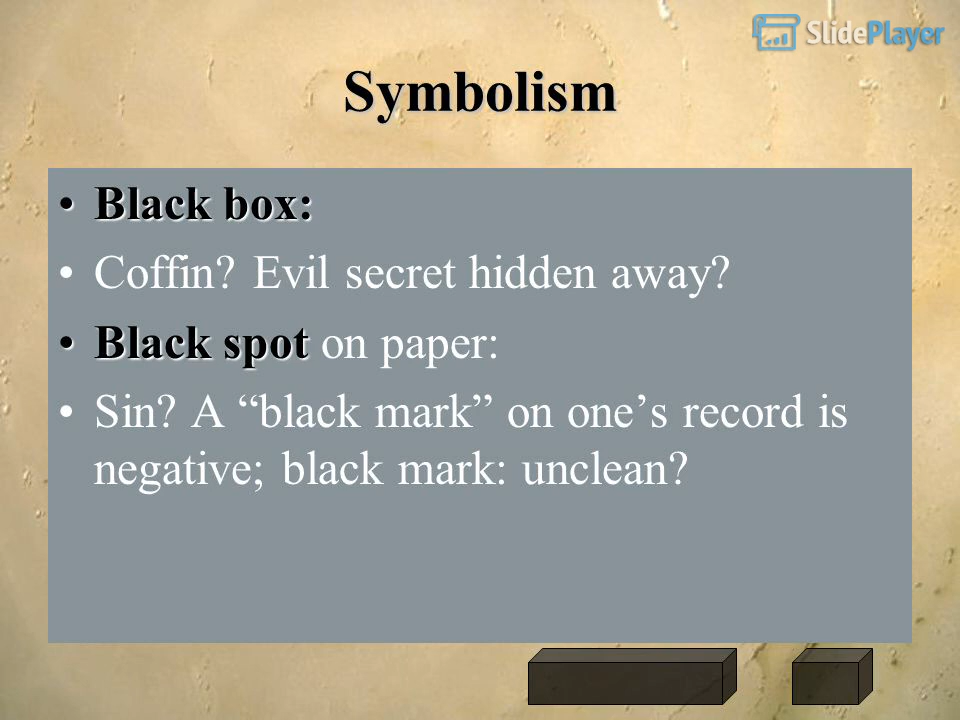 SlidePlayer
Symbolism
• Black box:
• Coffin? Evil secret hidden away?
• Black spot on paper:
• Sin? A “black mark” on one’s record is
negative; black mark: unclean?